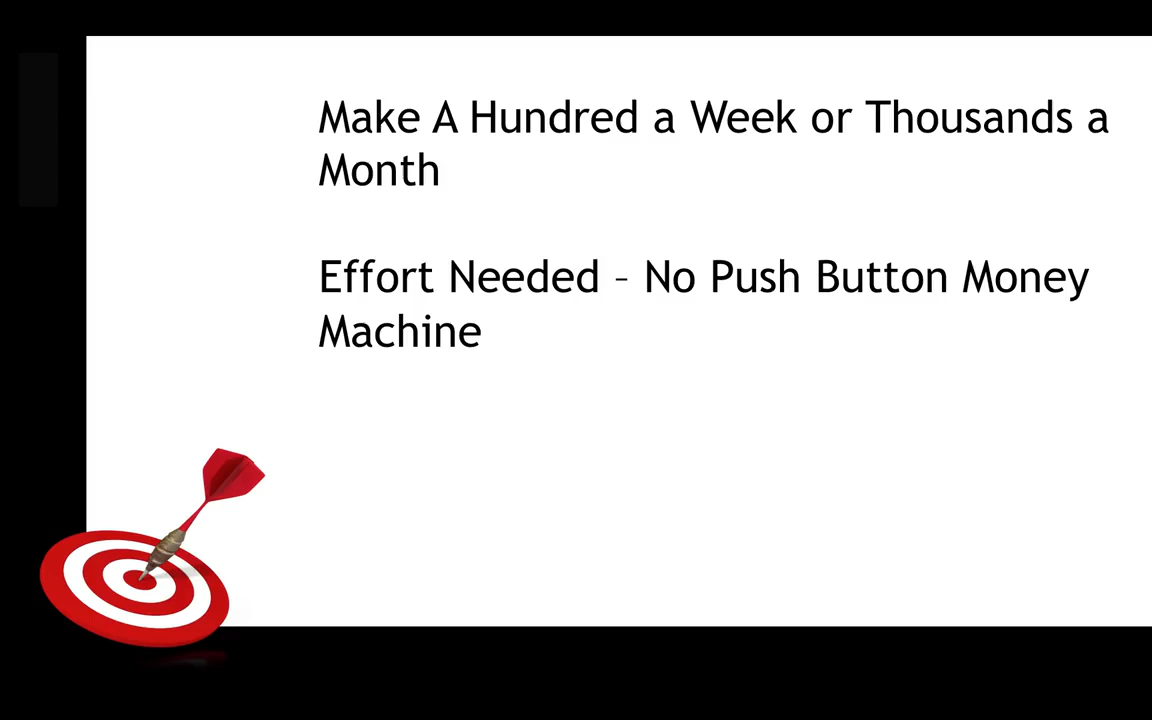 Make A Hundred a Week or Thousands a
Month
Effort Needed – No Push Button Money
Machine